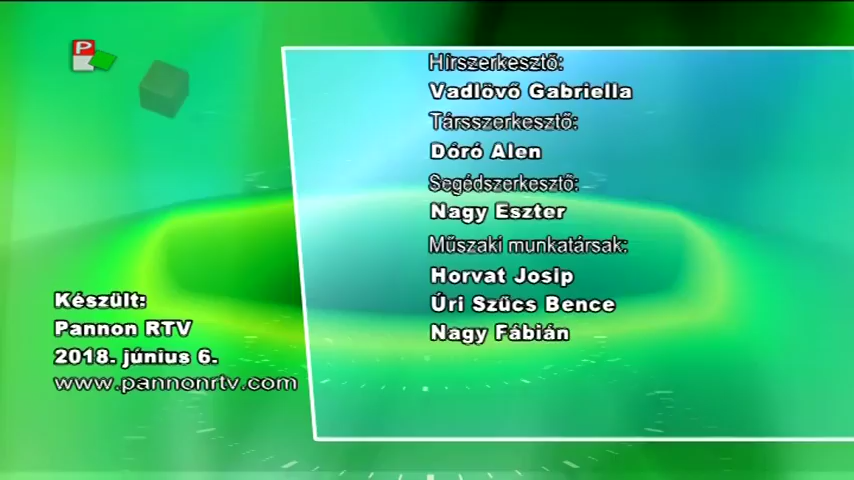 P
Hírszerkesztő:
Vadlövő Gabriella
Társszerkesztő:
Dóró Alen
Segédszerkesztő:
Nagy Eszter
Műszaki munkatársak:
Horvat Josip
Úri Szűcs Bence
Nagy Fábián
Készült:
Pannon RTV
2018. június 6.
www.pannonrtv.com